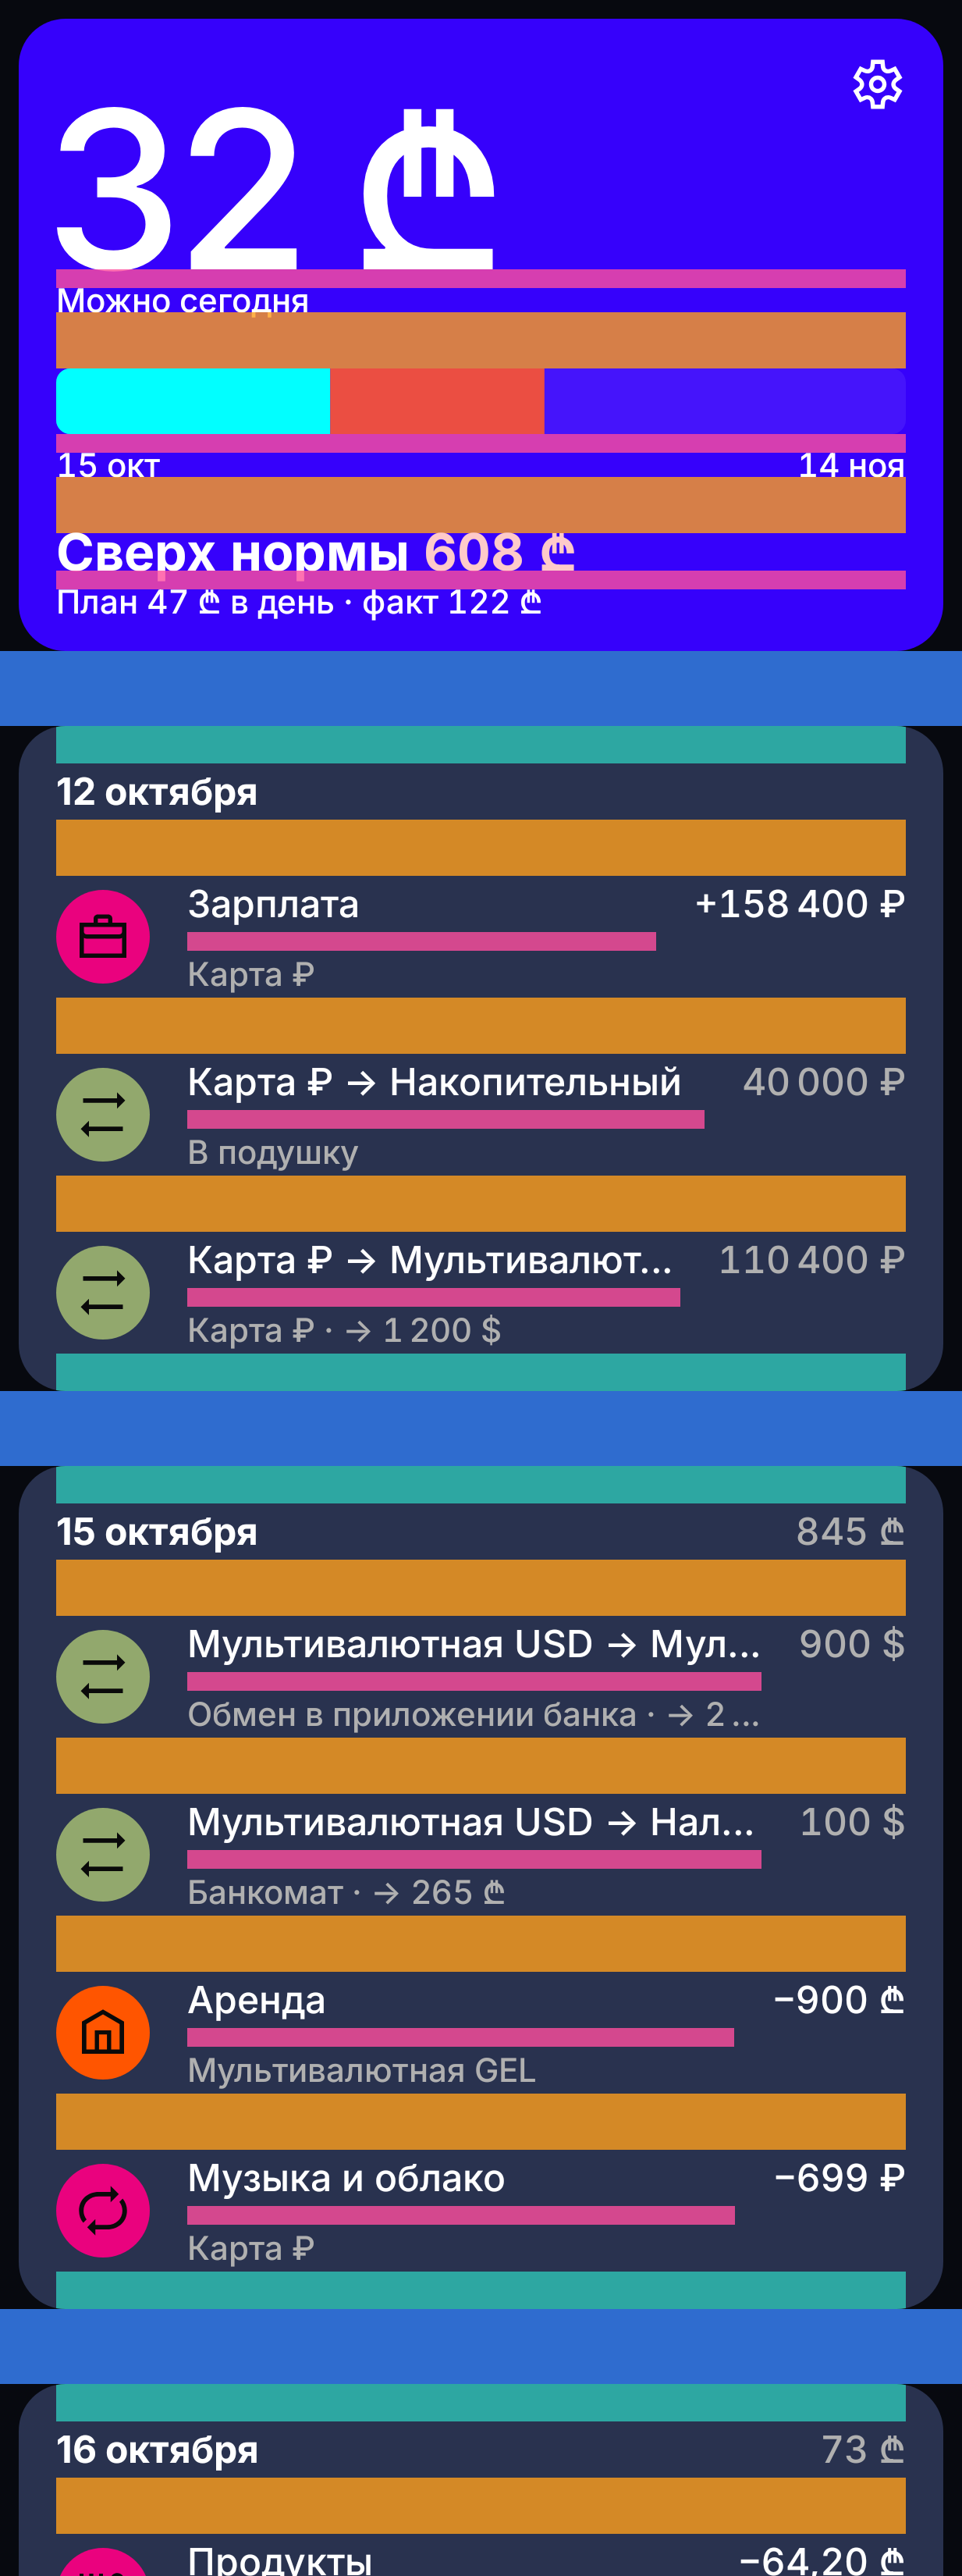 32 ₾
Можно сегодня
15 окт 14 ноя
Сверх нормы 608 ₾
План 47 ₾ в день · факт 122 ₾
12 октября
Зарплата +158 400 ₽
Карта ₽
Карта ₽ → Накопительный 40 000 ₽
В подушку
Карта ₽ → Мультивалют... 110 400 ₽
Карта ₽ · → 1 200 $
15 октября 845 ₾
Мультивалютная USD → Мул... 900 $
Обмен в приложении банка · → 2 ...
Мультивалютная USD → Нал... 100 $
Банкомат · → 265 ₾
Аренда −900 ₾
Мультивалютная GEL
Музыка и облако −699 ₽
Карта ₽
16 октября 73 ₾
Продукты −64,20 ₾